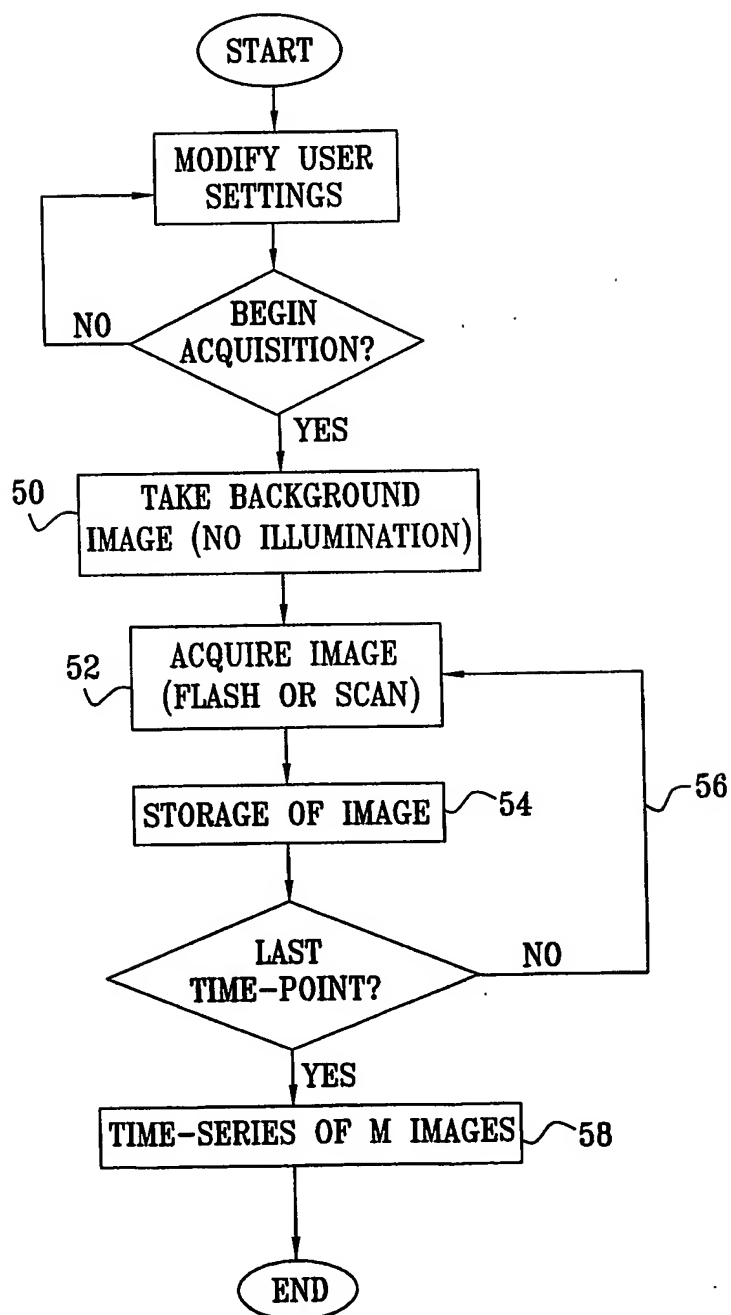 START
MODIFY USER
SETTINGS
NO
BEGIN
ACQUISITION?
YES
50
TAKE BACKGROUND
IMAGE (NO ILLUMINATION)
52
ACQUIRE IMAGE
(FLASH OR SCAN)
56
STORAGE OF IMAGE
54
LAST
TIME-POINT?
NO
YES
TIME-SERIES OF M IMAGES
58
END